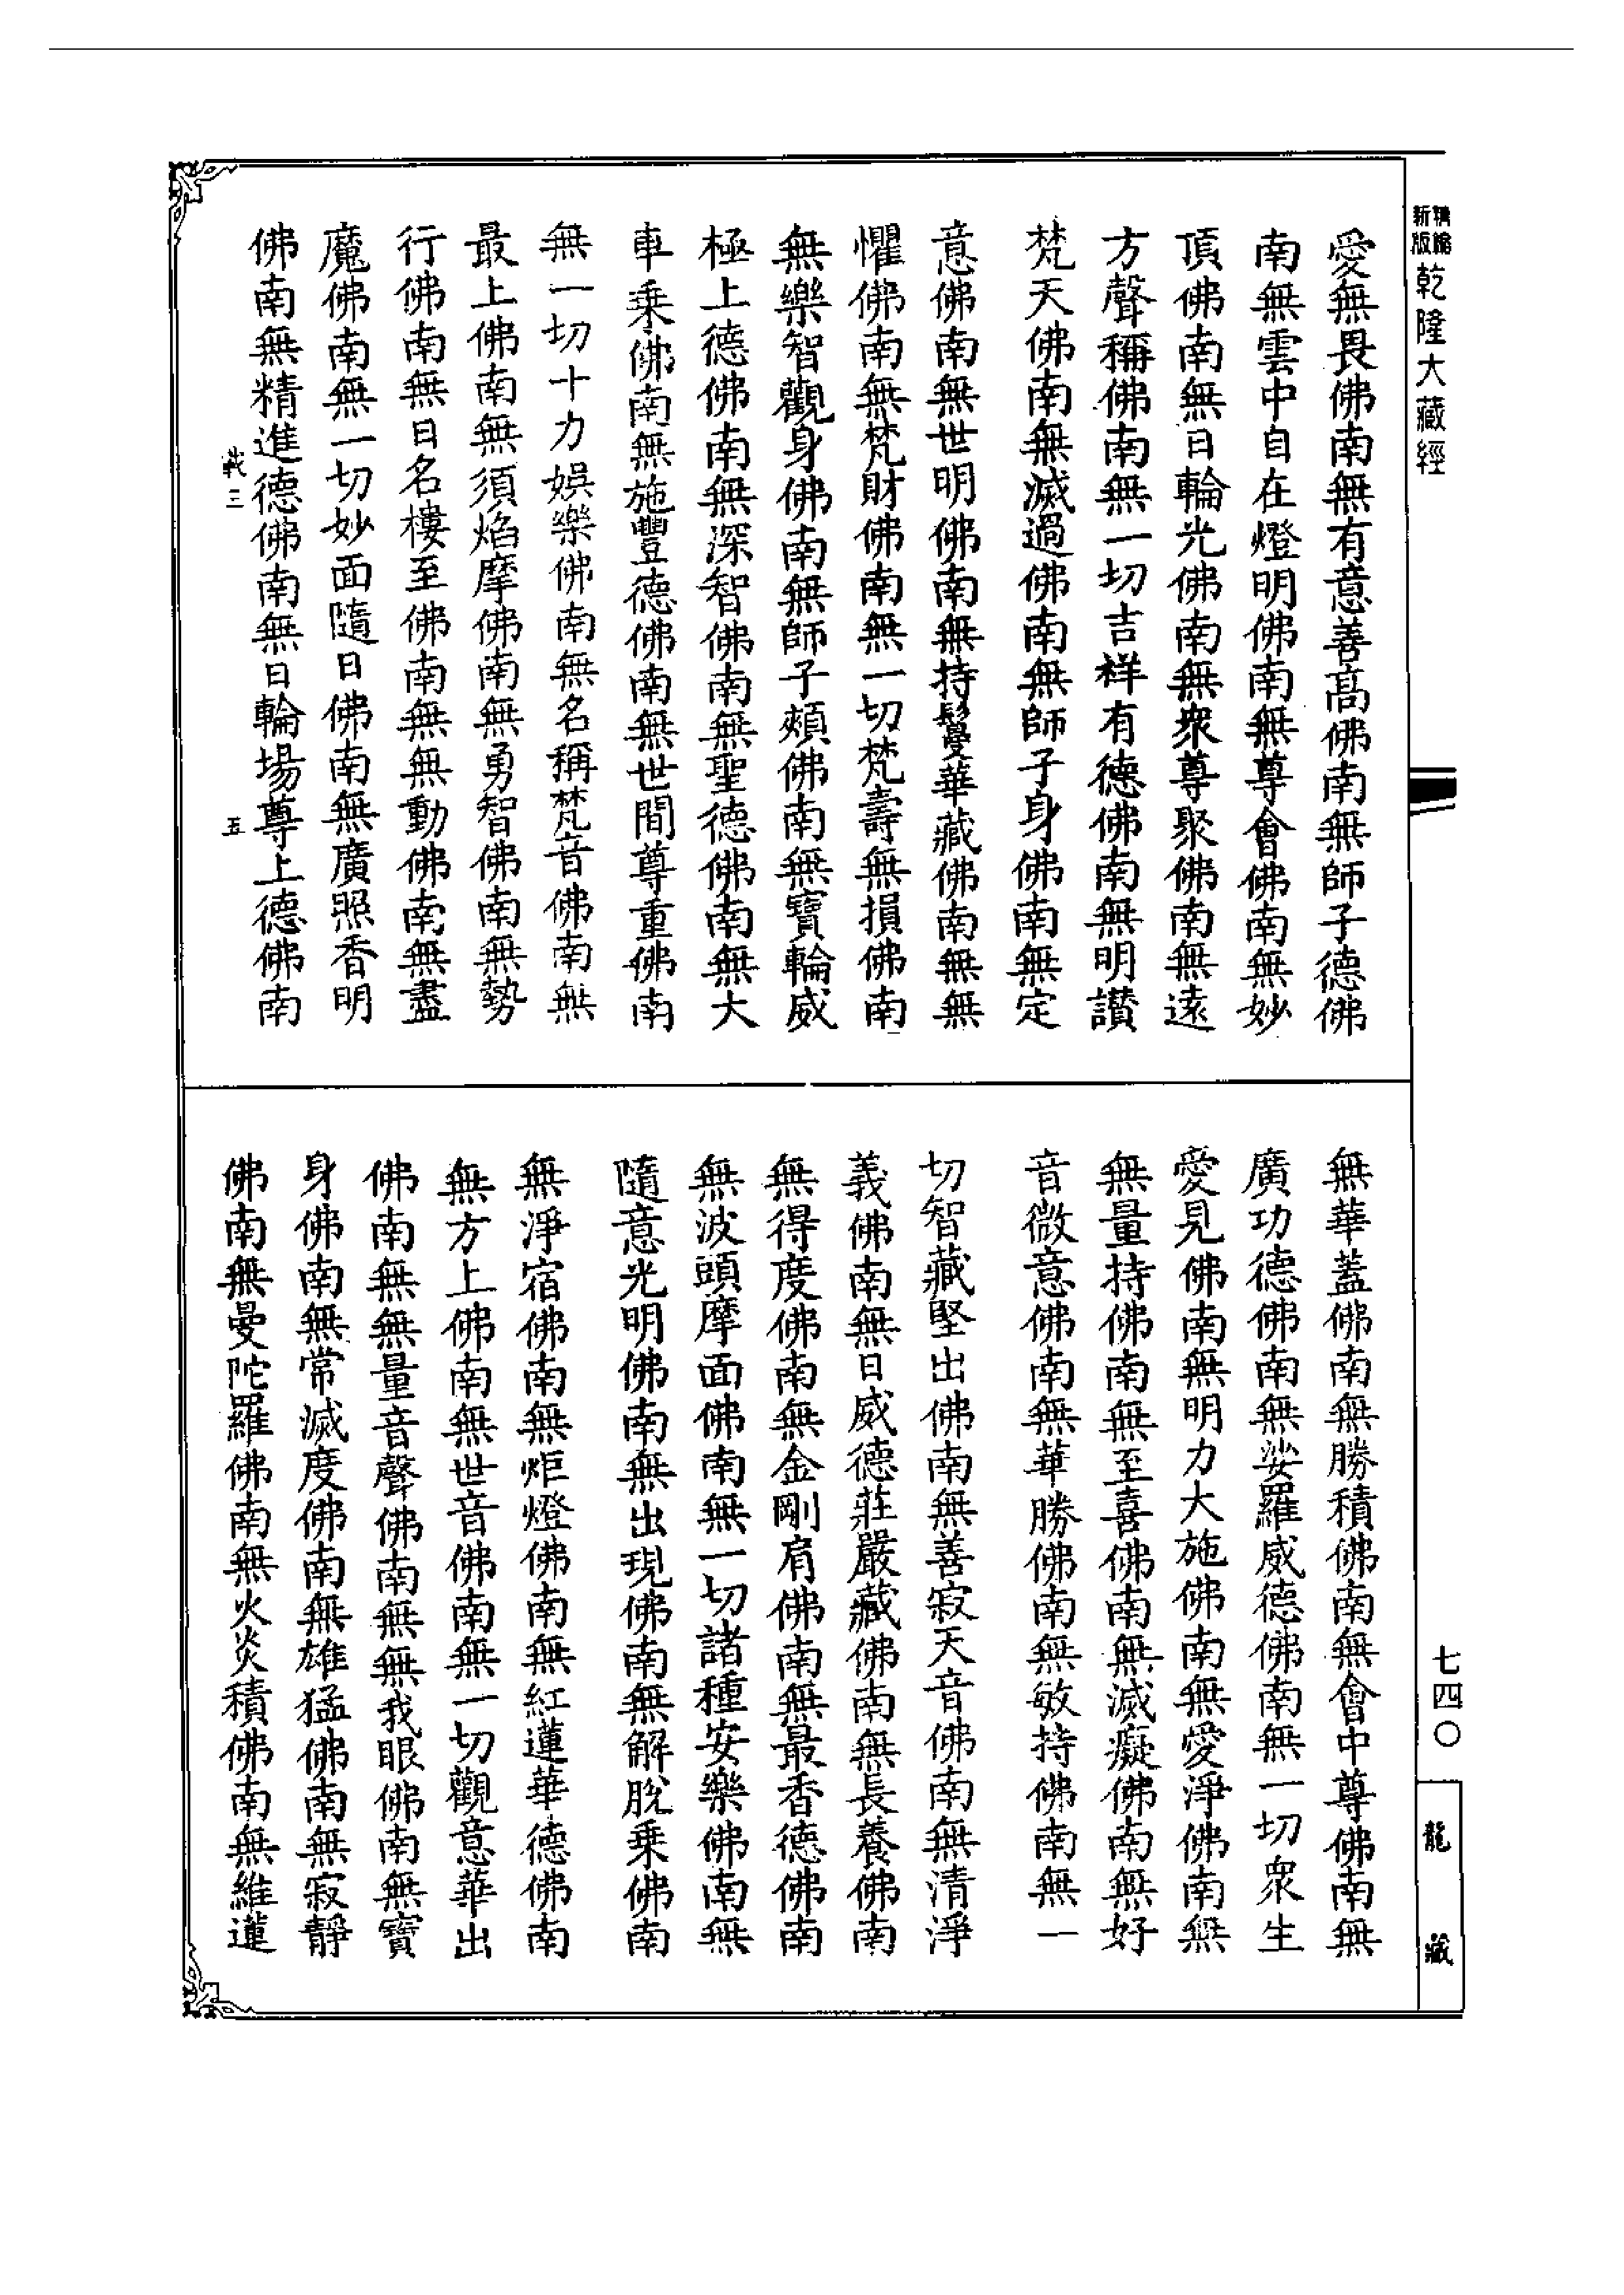 精縮
新版
乾隆大藏經
愛無畏佛南無有意善高佛南無師子德佛
南無雲中自在燈明佛南無尊會佛南無妙
頂佛南無日輪光佛南無衆尊聚佛南無遠
方聲稱佛南無一切吉祥有德佛南無明讚
梵天佛南無滅過佛南無師子身佛南無定
意佛南無世明佛南無持鬘華藏佛南無無
懼佛南無梵財佛南無一切梵壽無損佛南
無樂智觀身佛南無師子頰佛南無寶輪威
極上德佛南無深智佛南無聖德佛南無大
車乘佛南無施豐德佛南無世間尊重佛南
無一切十力娛樂佛南無名稱梵音佛南無
最上佛南無須焰摩佛南無勇智佛南無勢
行佛南無日名樓至佛南無無動佛南無盡
魔佛南無一切妙面隨日佛南無廣照香明
佛南無精進德佛南無日輪場尊上德佛南
三
五
無華蓋佛南無勝積佛南無會中尊佛南無
廣功德佛南無娑羅威德佛南無一切衆生
愛見佛南無明力大施佛南無愛淨佛南無
無量持佛南無至喜佛南無滅癡佛南無好
音微意佛南無華勝佛南無敏持佛南無一
切智藏堅出佛南無善寂天音佛南無清淨
義佛南無日威德莊嚴藏佛南無長養佛南
無得度佛南無金剛肩佛南無最香德佛南
無波頭摩面佛南無一切諸種安樂佛南無
隨意光明佛南無出現佛南無解脫乘佛南
無淨宿佛南無炬燈佛南無紅蓮華德佛南
無方上佛南無世音佛南無一切觀意華出
佛南無無量音聲佛南無無我眼佛南無寶
身佛南無常滅度佛南無雄猛佛南無寂靜
佛南無曼陀羅佛南無火炎積佛南無維蓮
七四〇
龍藏